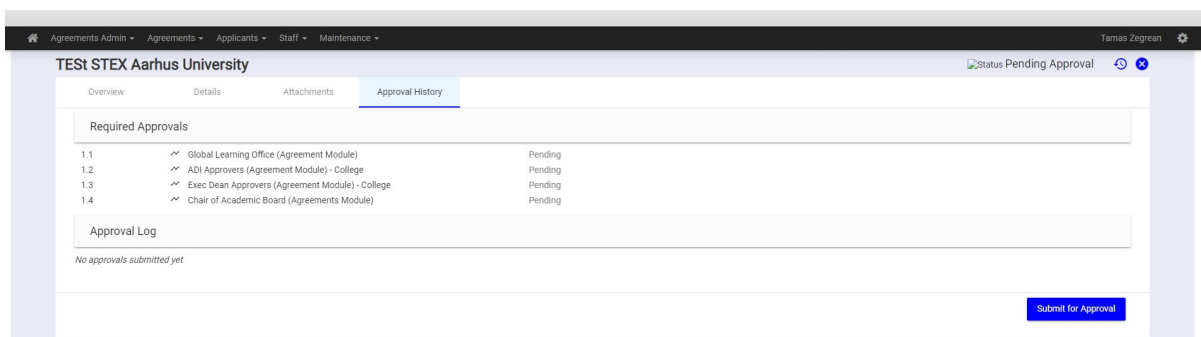 Agreements Admin Agreements Applicants Staff Maintenance Tamas Zegrean
TESt STEX Aarhus University Status Pending Approval
Overview Details Attachments Approval History
Required Approvals
1.1 Global Learning Office (Agreement Module) Pending
1.2 ADI Approvers (Agreement Module) - College Pending
1.3 Exec Dean Approvers (Agreement Module) - College Pending
1.4 Chair of Academic Board (Agreements Module) Pending
Approval Log
No approvals submitted yet
Submit for Approval